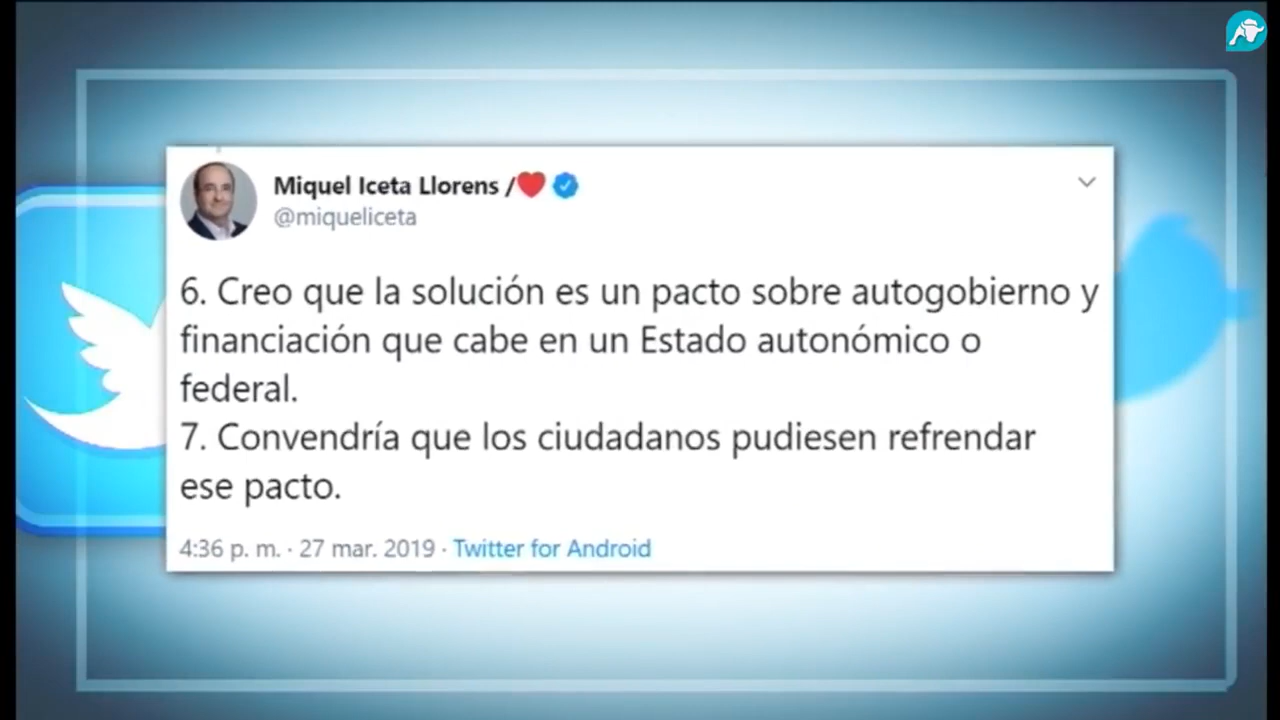 Miquel Iceta Llorens /❤️
@miqueliceta
6. Creo que la solución es un pacto sobre autogobierno y
financiación que cabe en un Estado autonómico o
federal.
7. Convendría que los ciudadanos pudiesen refrendar
ese pacto.
4:36 p. m. · 27 mar. 2019 · Twitter for Android